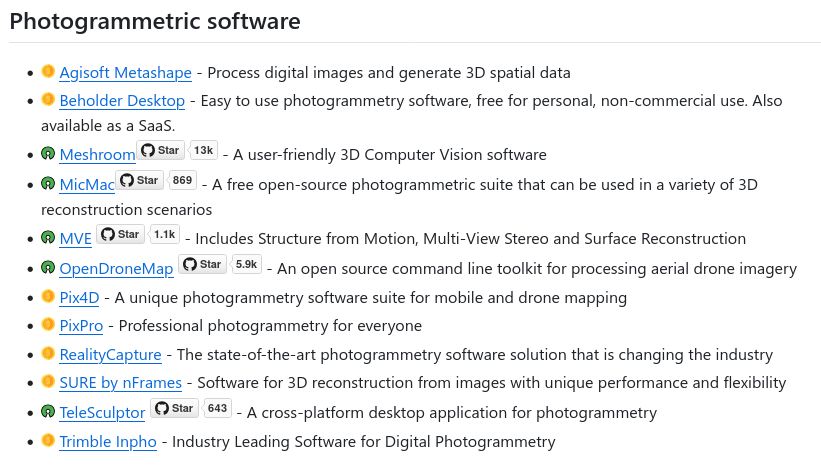 Photogrammetric software
Agisoft Metashape - Process digital images and generate 3D spatial data
Beholder Desktop - Easy to use photogrammetry software, free for personal, non-commercial use. Also
available as a SaaS.
Meshroom Star 13k - A user-friendly 3D Computer Vision software
MicMac Star 869 - A free open-source photogrammetric suite that can be used in a variety of 3D
reconstruction scenarios
MVE Star 1.1k - Includes Structure from Motion, Multi-View Stereo and Surface Reconstruction
OpenDroneMap Star 5.9k - An open source command line toolkit for processing aerial drone imagery
Pix4D - A unique photogrammetry software suite for mobile and drone mapping
PixPro - Professional photogrammetry for everyone
RealityCapture - The state-of-the-art photogrammetry software solution that is changing the industry
SURE by nFrames - Software for 3D reconstruction from images with unique performance and flexibility
TeleSculptor Star 643 - A cross-platform desktop application for photogrammetry
Trimble Inpho - Industry Leading Software for Digital Photogrammetry